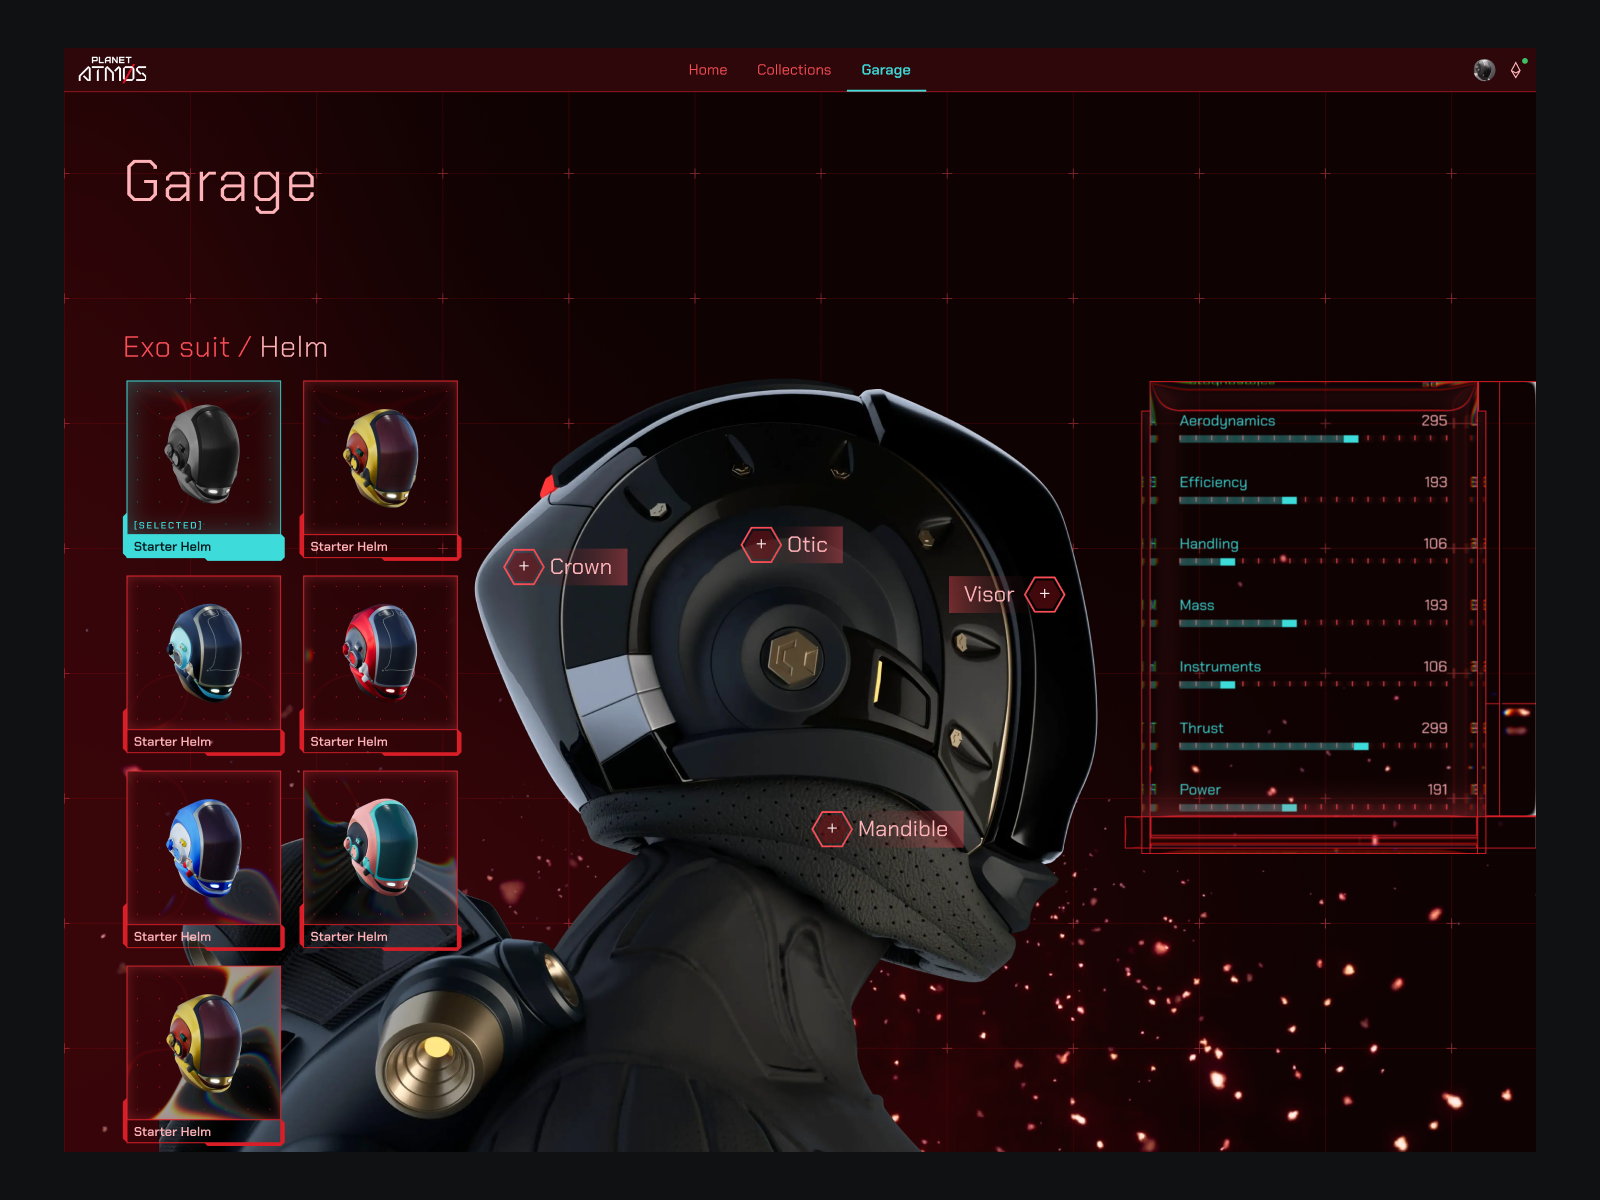 PLANET
ATMØS
Home
Collections
Garage
Garage
Exo suit / Helm
[SELECTED]
Starter Helm
Starter Helm
Starter Helm
Starter Helm
Starter Helm
Starter Helm
Starter Helm
Crown
Otic
Visor
Mandible
Aerodynamics 295
Efficiency 193
Handling 106
Mass 193
Instruments 106
Thrust 299
Power 191